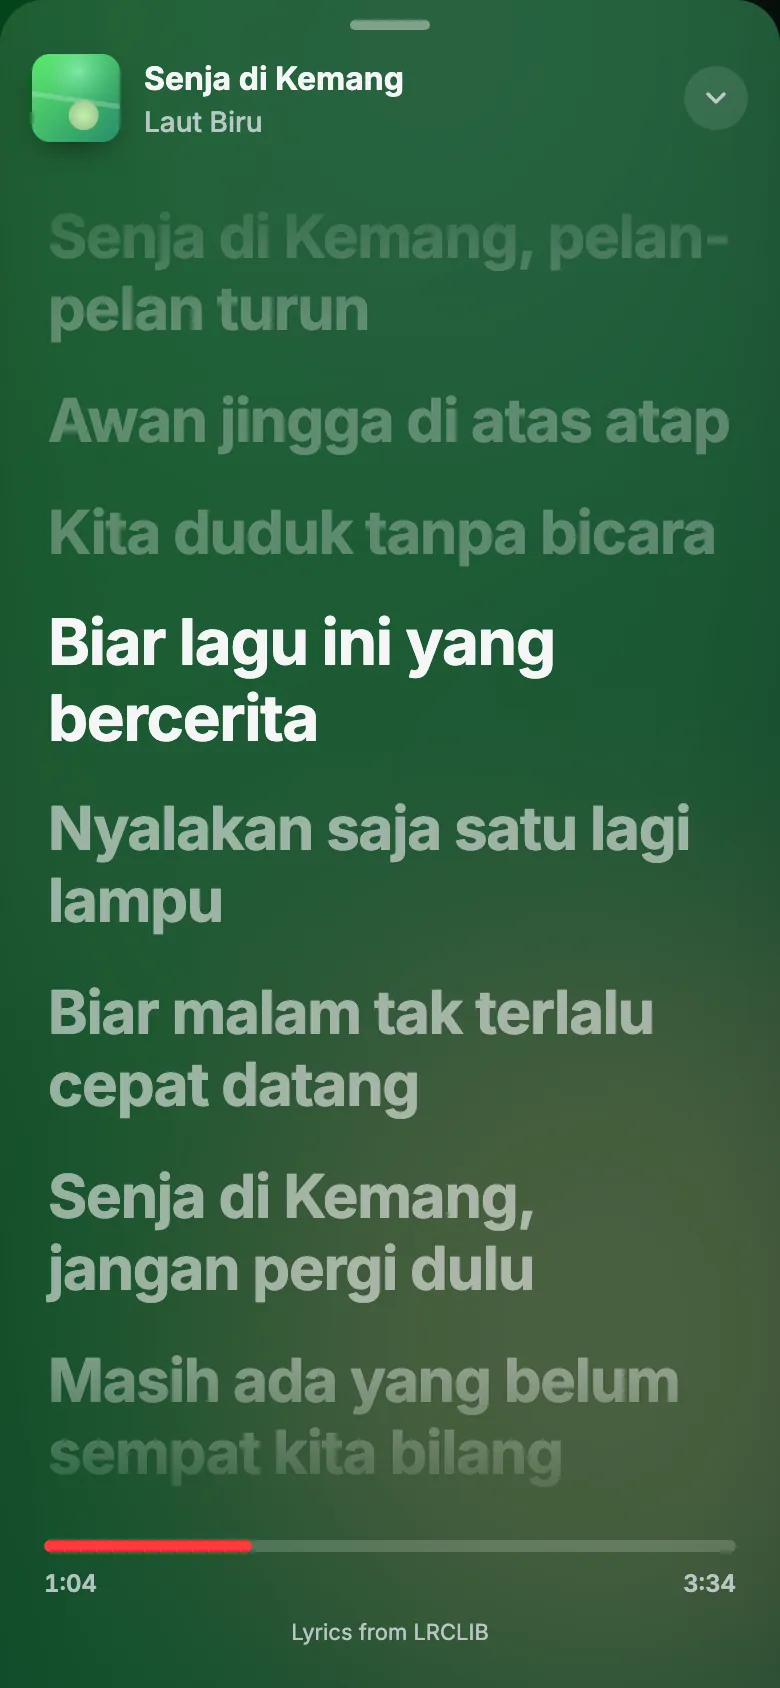 Senja di Kemang
Laut Biru
Senja di Kemang, pelan-
pelan turun
Awan jingga di atas atap
Kita duduk tanpa bicara
Biar lagu ini yang
bercerita
Nyalakan saja satu lagi
lampu
Biar malam tak terlalu
cepat datang
Senja di Kemang,
jangan pergi dulu
Masih ada yang belum
sempat kita bilang
1:04
3:34
Lyrics from LRCLIB